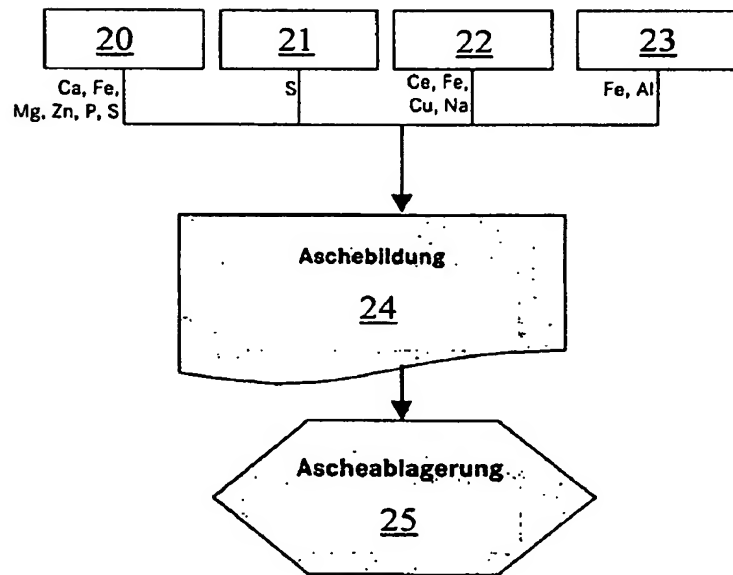 20 21 22 23
Ca, Fe,
Mg, Zn, P, S
S
Ce, Fe,
Cu, Na
Fe, Al
Aschebildung
24
Ascheablagerung
25